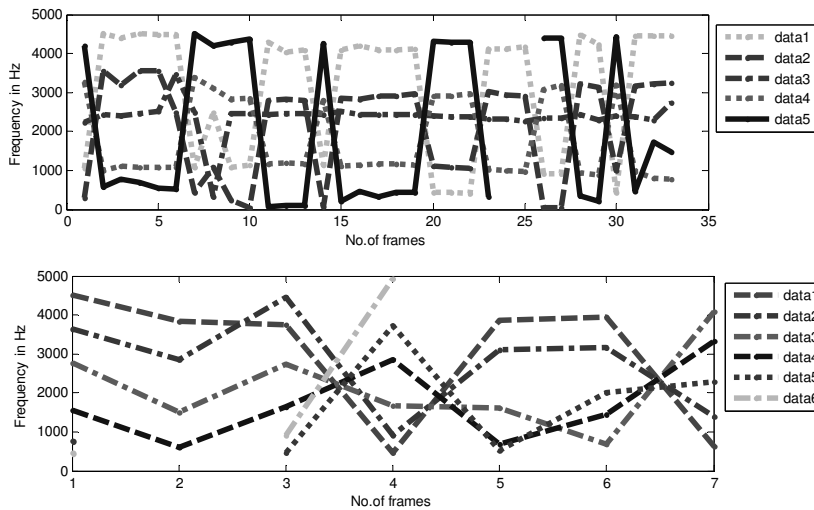 5000
4000
3000
2000
1000
0
Frequency in Hz
0
5
10
15
20
25
30
35
No.of frames
data1
data2
data3
data4
data5
5000
4000
3000
2000
1000
0
Frequency in Hz
1
2
3
4
5
6
7
No.of frames
data1
data2
data3
data4
data5
data6